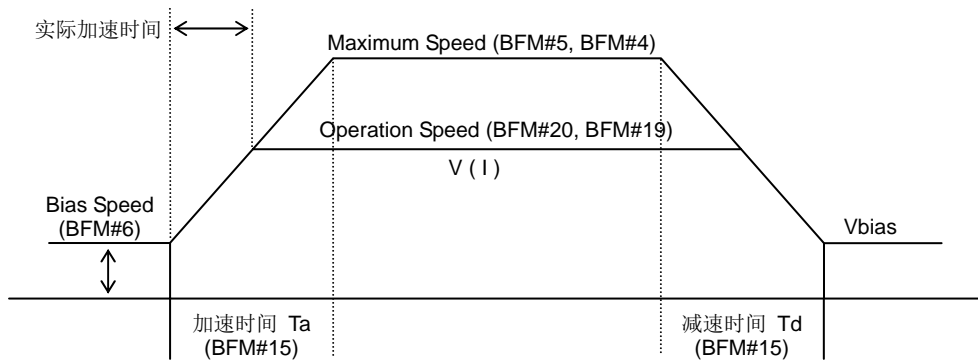 实际加速时间
Maximum Speed (BFM#5, BFM#4)
Operation Speed (BFM#20, BFM#19)
V ( I )
Bias Speed
(BFM#6)
Vbias
加速时间 Ta
(BFM#15)
减速时间 Td
(BFM#15)